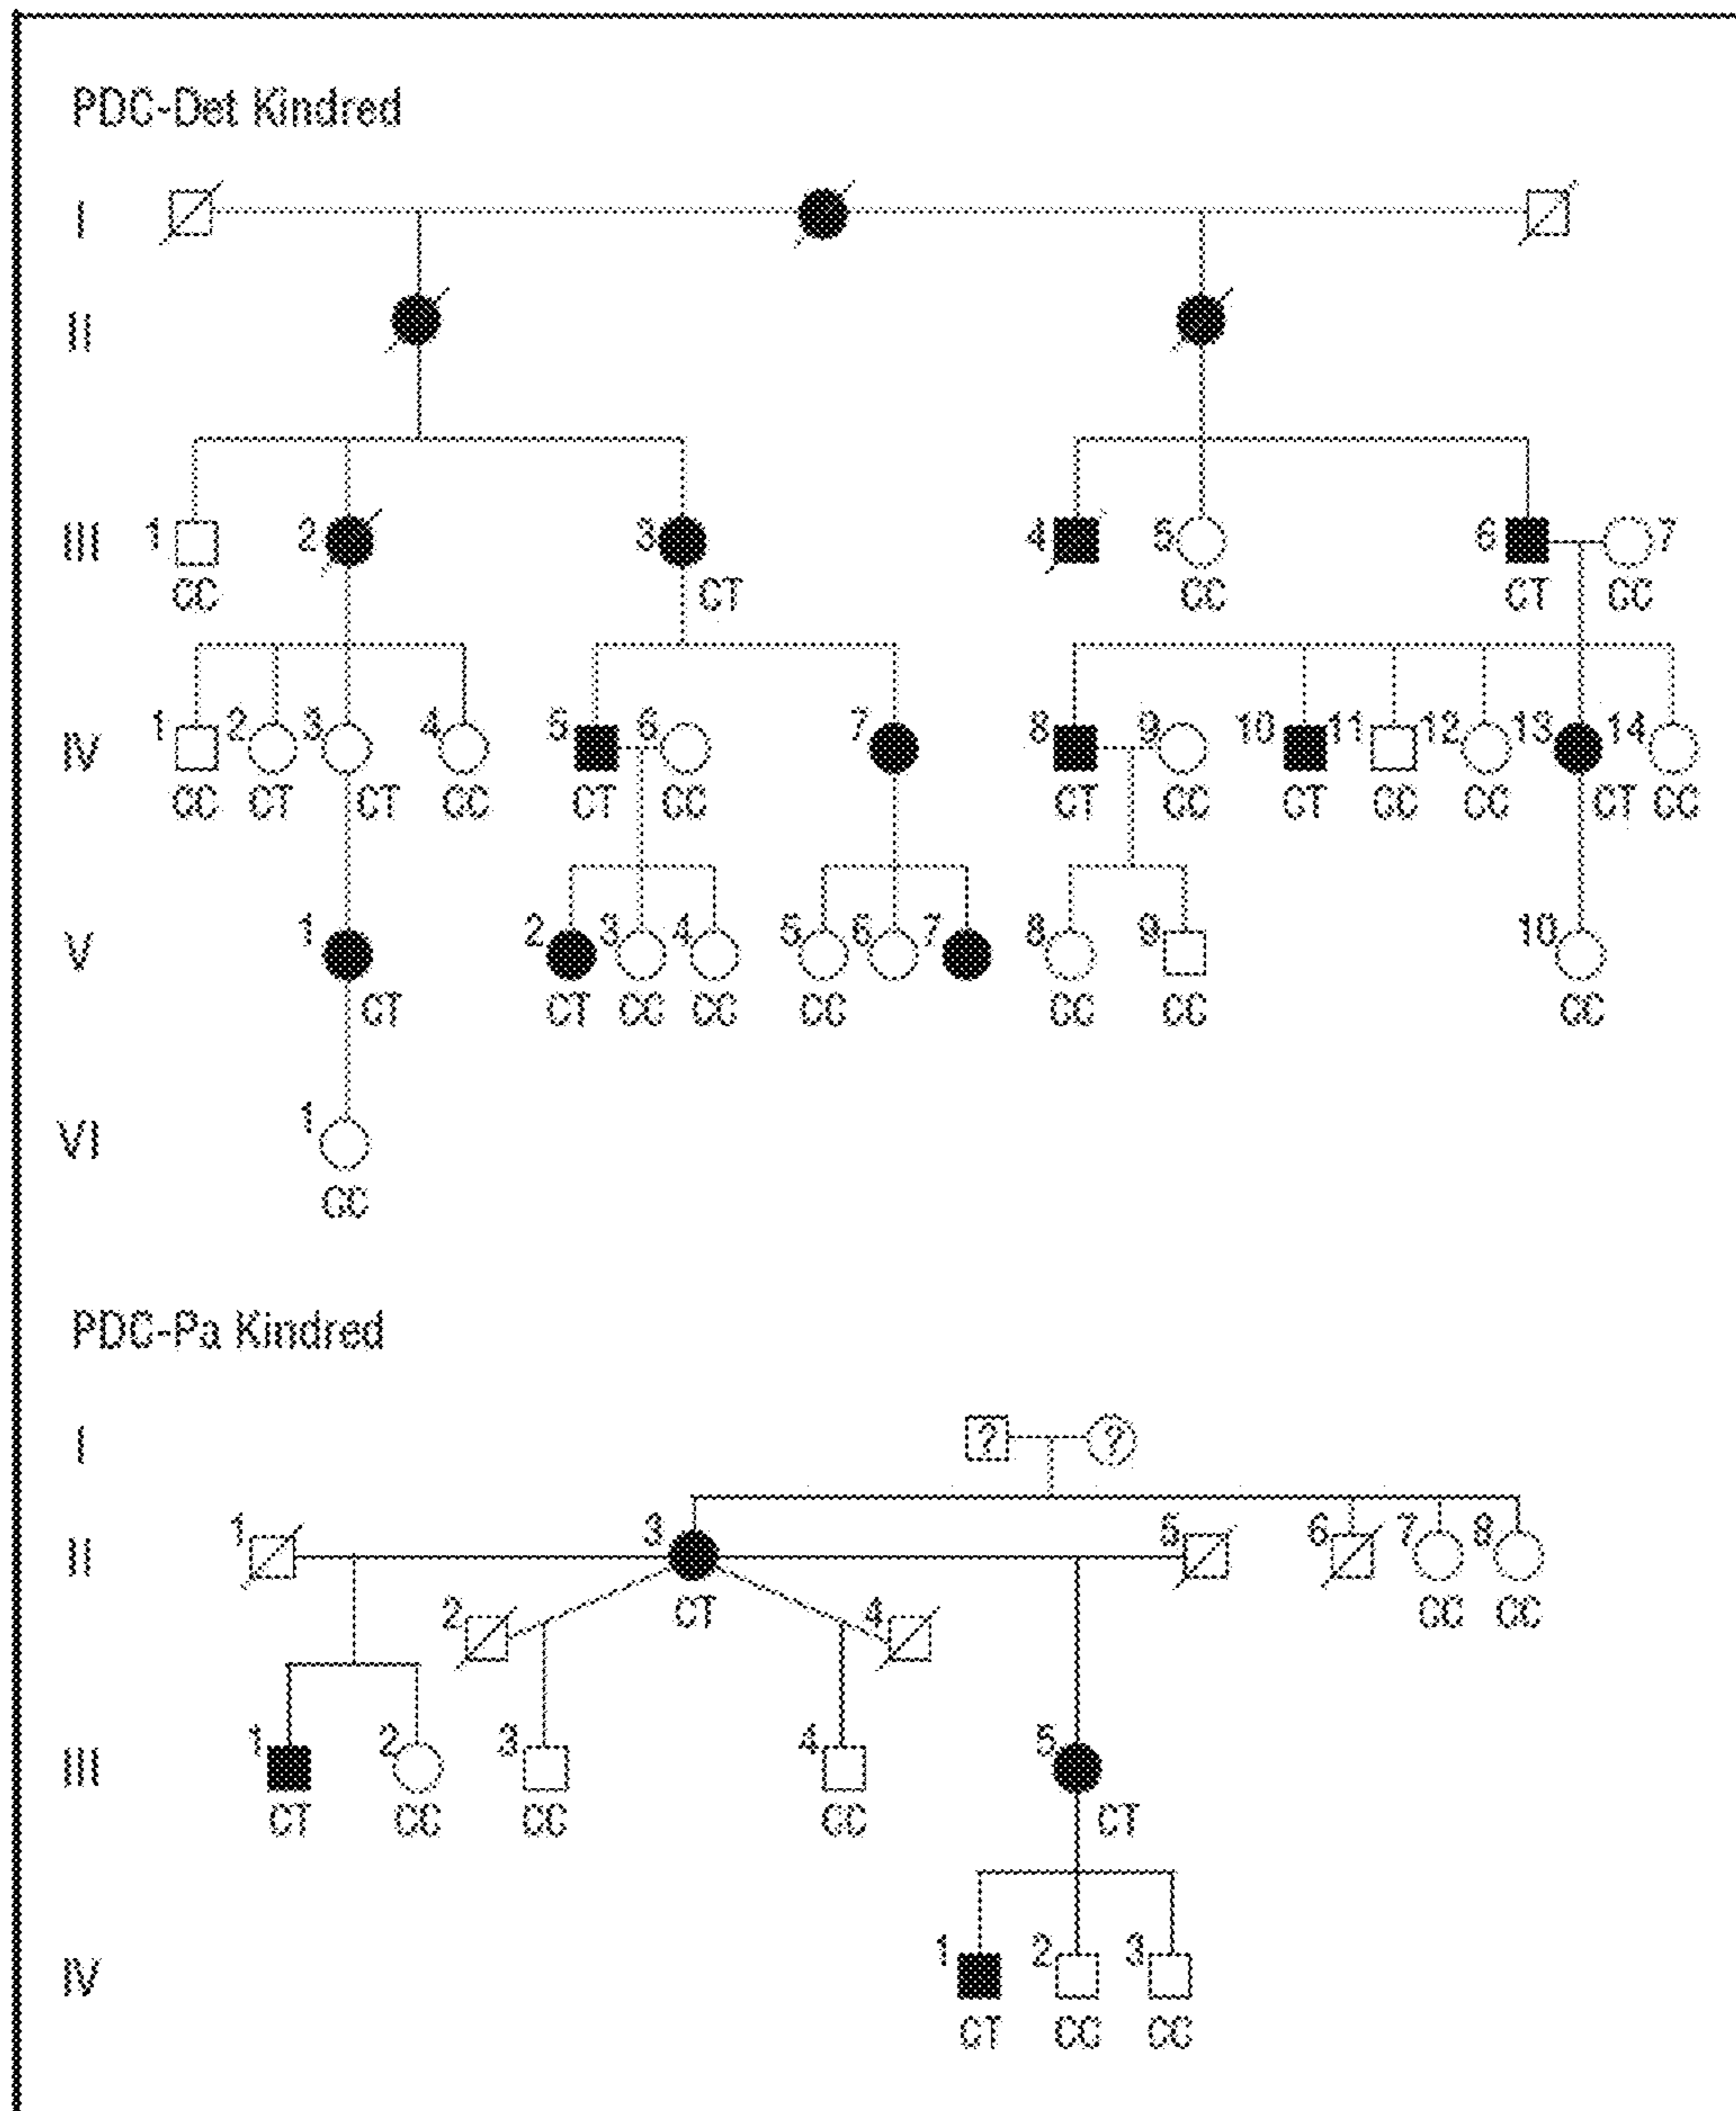 PDC-Det Kindred
I
II
III 1 2 3 4 5 6 7
CC CT CC CT CC
IV 1 2 3 4 5 6 7 8 9 10 11 12 13 14
CC CT CT CC CT CC CT CC CT CC CC CT CC
V 1 2 3 4 5 6 7 8 9 10
CT CT CC CC CC CC CC CC
VI 1
CC
PDC-Pa Kindred
I ? ?
II 1 3 5 6 7 8
2 CT 4 CC CC
III 1 2 3 4 5
CT CC CC CC CT
IV 1 2 3
CT CC CC